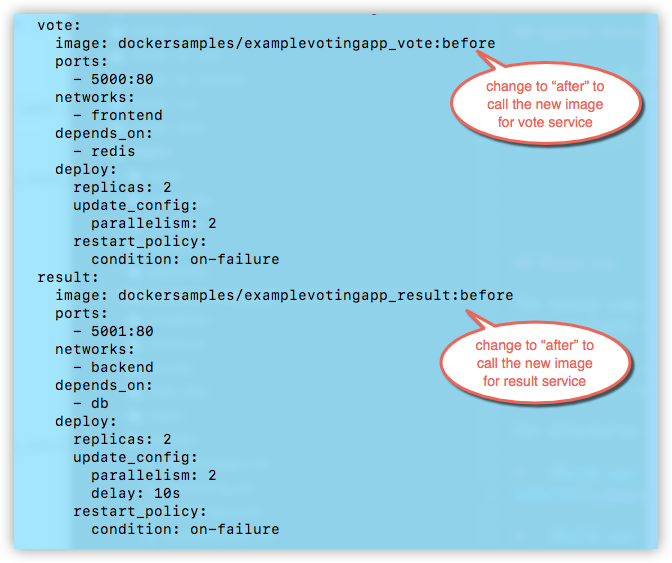 vote:
image: dockersamples/examplevotingapp_vote:before
ports:
- 5000:80
networks:
- frontend
depends_on:
- redis
deploy:
replicas: 2
update_config:
parallelism: 2
restart_policy:
condition: on-failure
change to “after” to
call the new image
for vote service
result:
image: dockersamples/examplevotingapp_result:before
ports:
- 5001:80
networks:
- backend
depends_on:
- db
deploy:
replicas: 2
update_config:
parallelism: 2
delay: 10s
restart_policy:
condition: on-failure
change to “after” to
call the new image
for result service